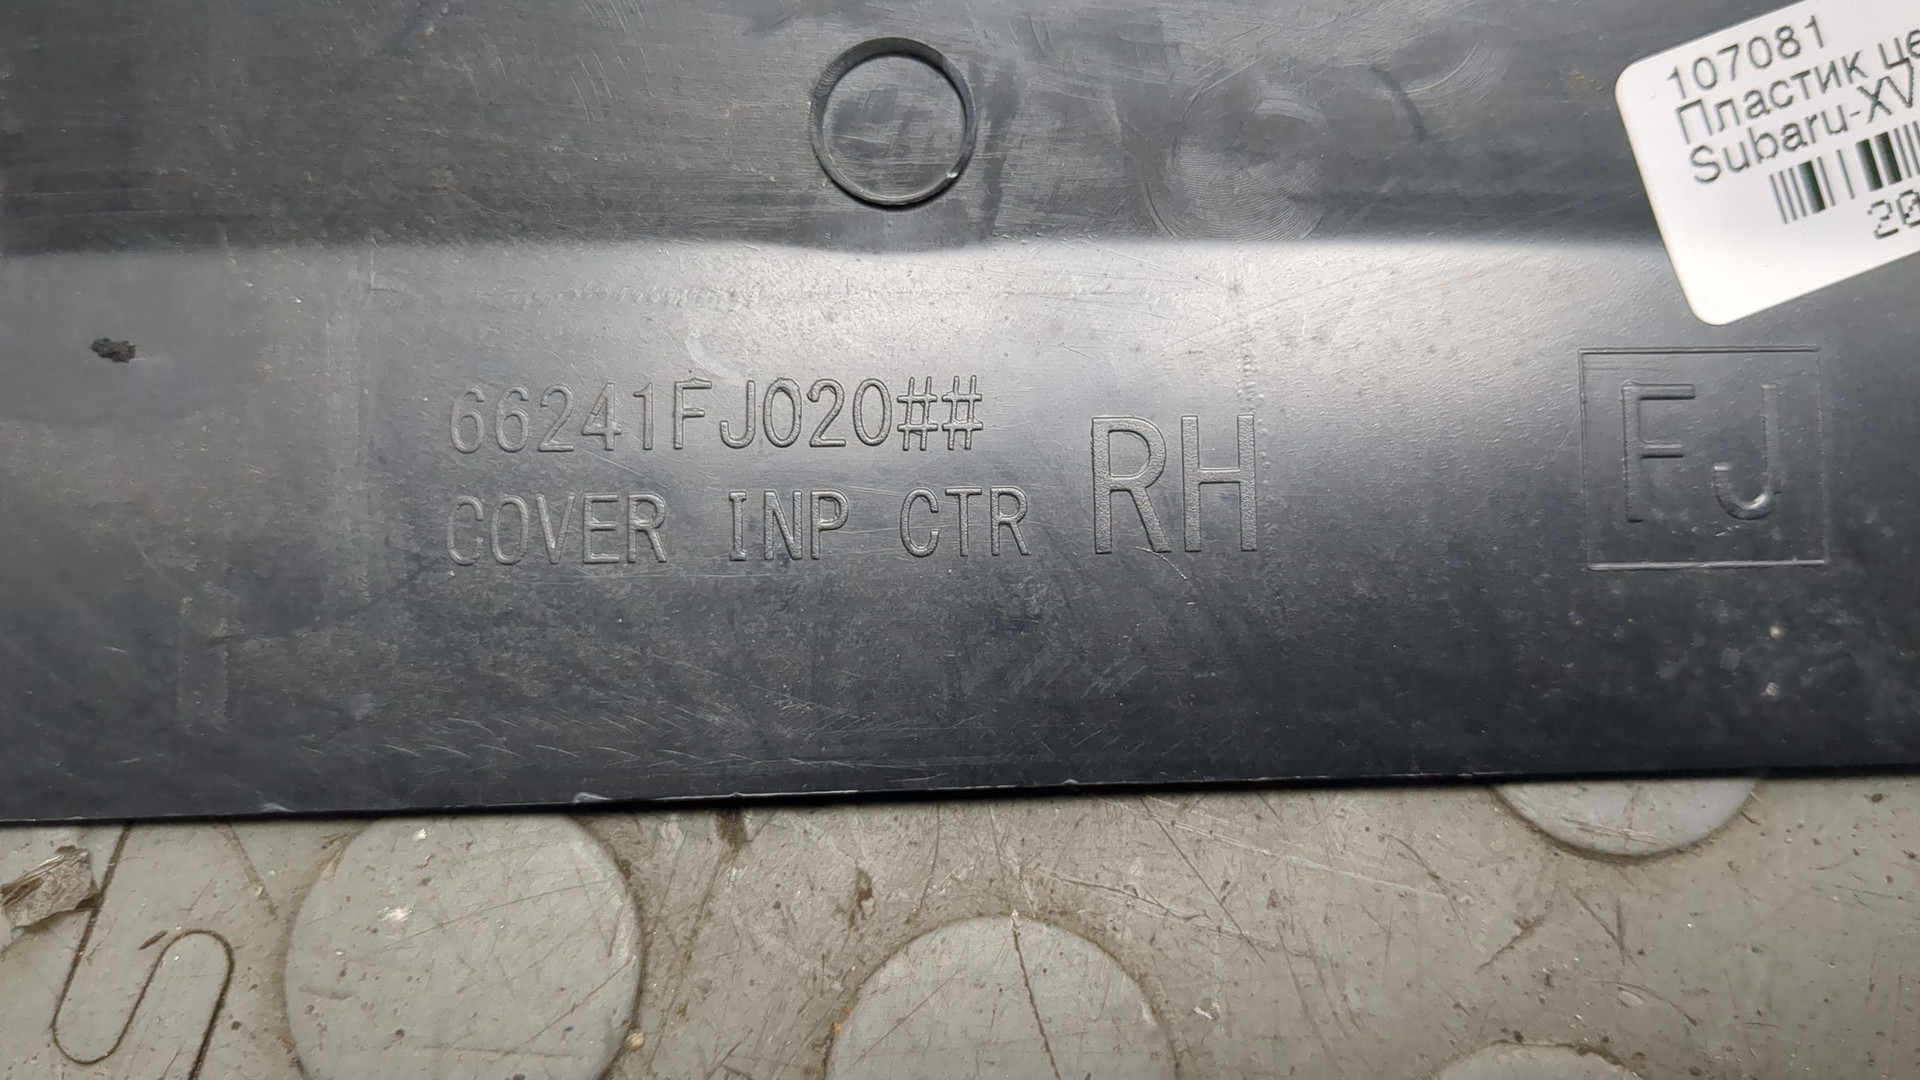 107081
Пластик це
Subaru-XV
20
66241FJ020##
COVER INP CTR RH
FJ